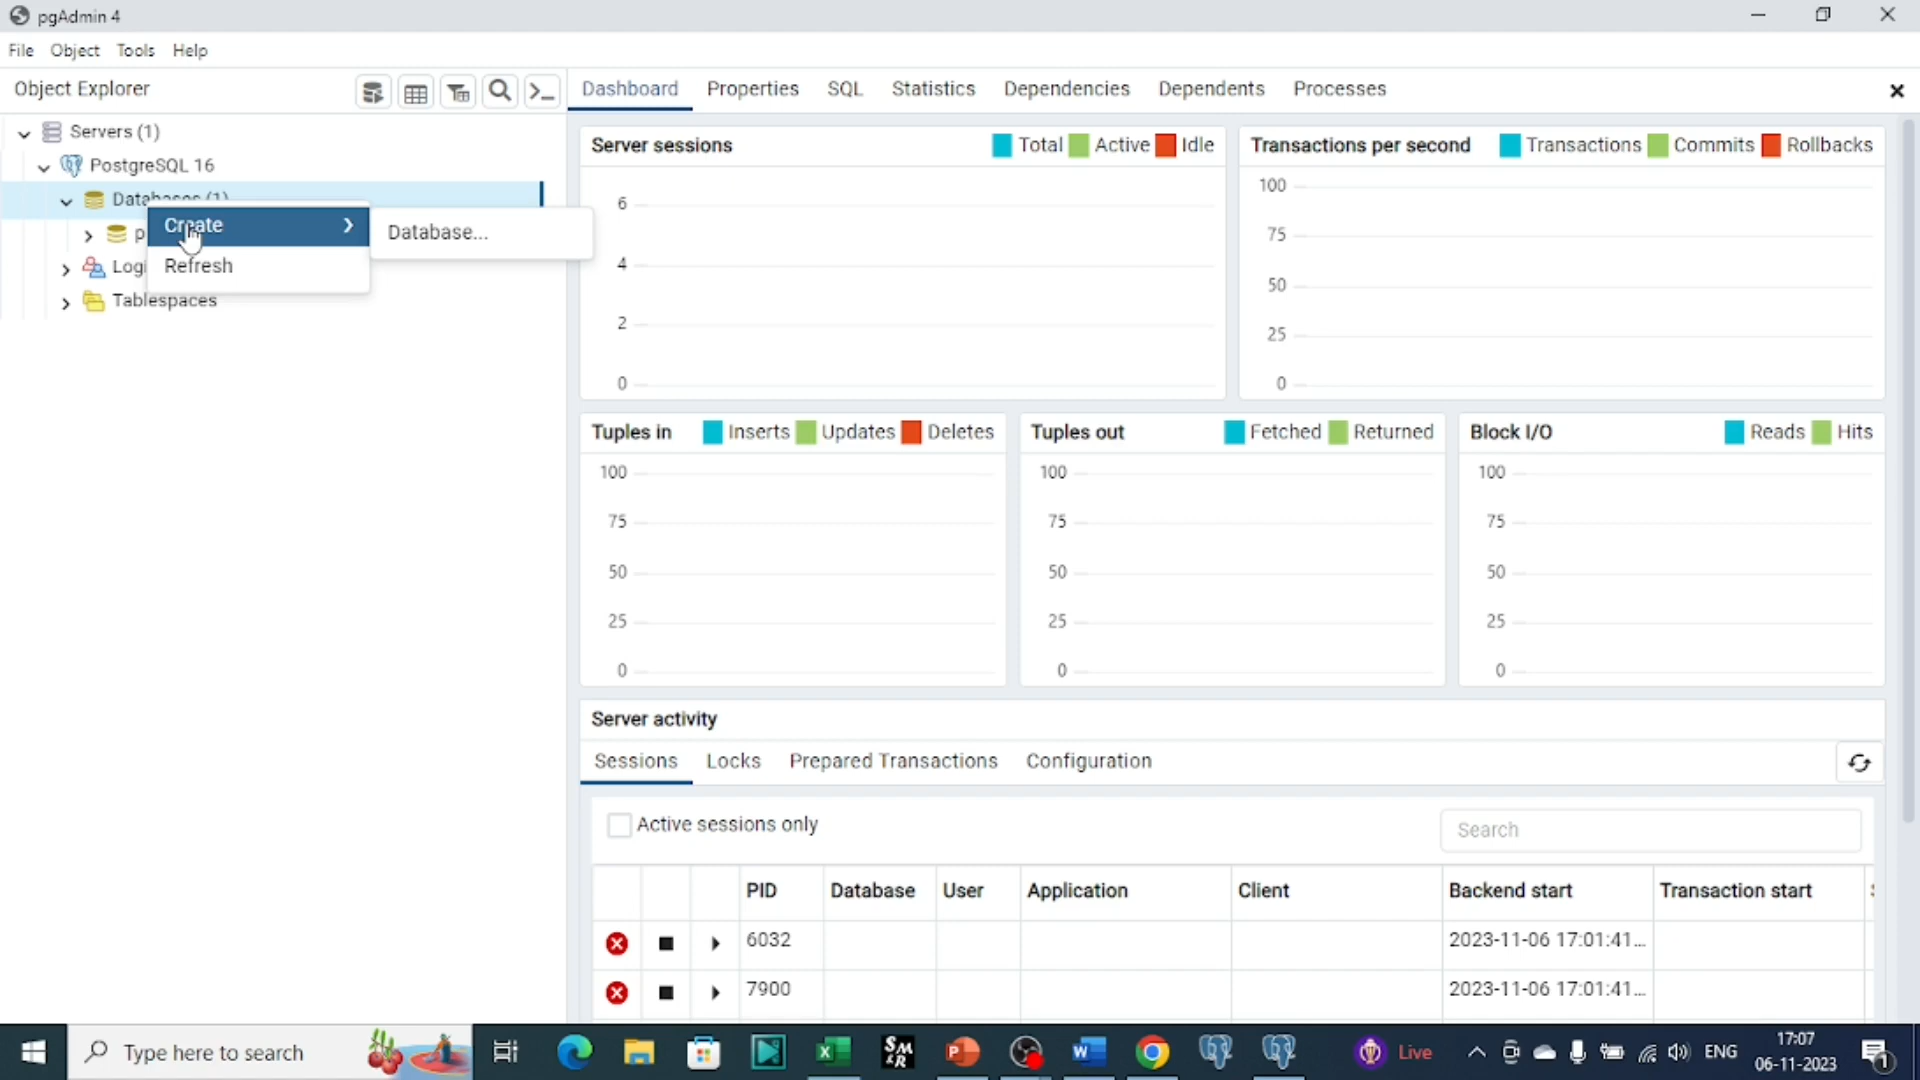 pgAdmin 4
File Object Tools Help
Object Explorer
Dashboard Properties SQL Statistics Dependencies Dependents Processes
Servers (1)
PostgreSQL 16
Databases (1)
p
Logi
Tablespaces
Create
Refresh
Database...
Server sessions Total Active Idle
6
4
2
0
Transactions per second Transactions Commits Rollbacks
100
75
50
25
0
Tuples in Inserts Updates Deletes
100
75
50
25
0
Tuples out Fetched Returned
100
75
50
25
0
Block I/O Reads Hits
100
75
50
25
0
Server activity
Sessions Locks Prepared Transactions Configuration
Active sessions only
Search
PID Database User Application Client Backend start Transaction start
6032 2023-11-06 17:01:41...
7900 2023-11-06 17:01:41...
Type here to search
Live
ENG
17:07
06-11-2023
1